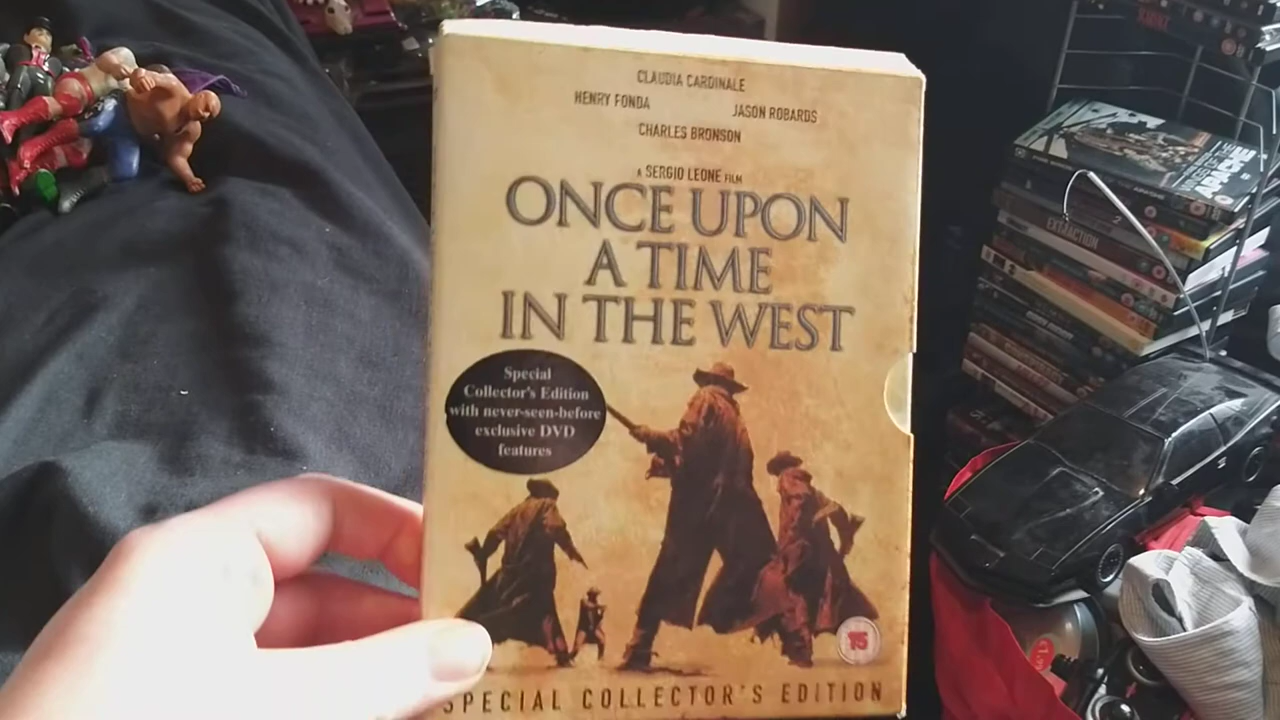 CLAUDIA CARDINALE
HENRY FONDA JASON ROBARDS
CHARLES BRONSON
A SERGIO LEONE FILM
ONCE UPON
A TIME
IN THE WEST
Special
Collector's Edition
with never-seen-before
exclusive DVD
features
15
SPECIAL COLLECTOR'S EDITION
EXTRACTION